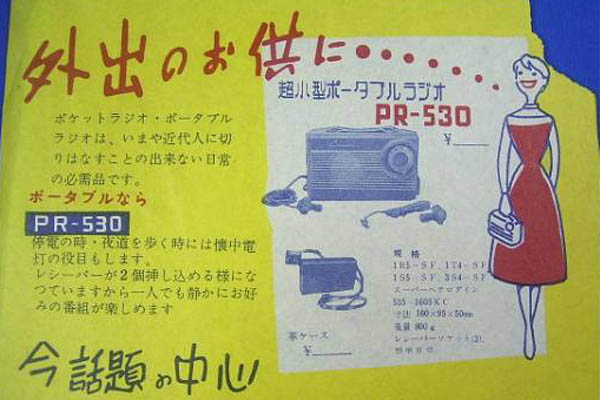 外出のお供に・・・・・・
ポケットラジオ・ポータブル
ラジオは、いまや近代人に切
りはなすことの出来ない日常
の必需品です。
ポータブルなら
PR-530
停電の時・夜道を歩く時には懐中電
灯の役目もします。
レシーバーが2個挿し込める様にな
つていますから一人でも静かにお好
みの番組が楽しめます
今話題の中心
超小型ポータブルラジオ
PR-530
¥
革ケース
¥
規格
1R5-SF、1T4-SF
1S5-SF、3S4-SF
スーパーヘテロダイン
535-1605KC
寸法 160×95×50mm
重量 800g
レシーバーソケット(2)、